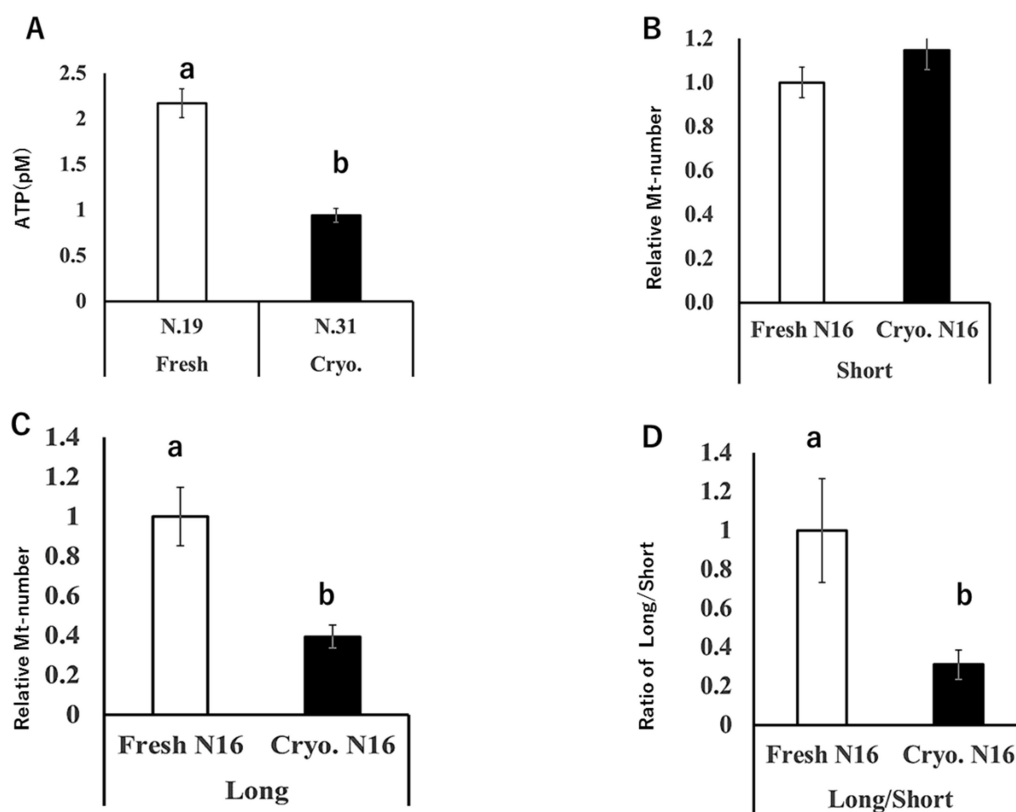 A
a
b
ATP(pM)
2.5
2
1.5
1
0.5
0
N.19 N.31
Fresh Cryo.
B
Relative Mt-number
1.2
1.0
0.8
0.6
0.4
0.2
0.0
Fresh N16 Cryo. N16
Short
C
a
b
Relative Mt-number
1.4
1.2
1
0.8
0.6
0.4
0.2
0
Fresh N16 Cryo. N16
Long
D
a
b
Ratio of Long/Short
1.4
1.2
1
0.8
0.6
0.4
0.2
0
Fresh N16 Cryo. N16
Long/Short